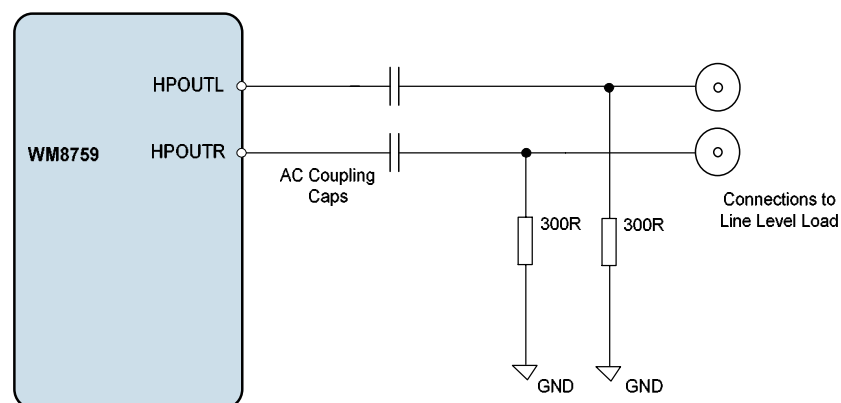 HPOUTL
WM8759
HPOUTR
AC Coupling
Caps
Connections to
Line Level Load
300R
300R
GND
GND